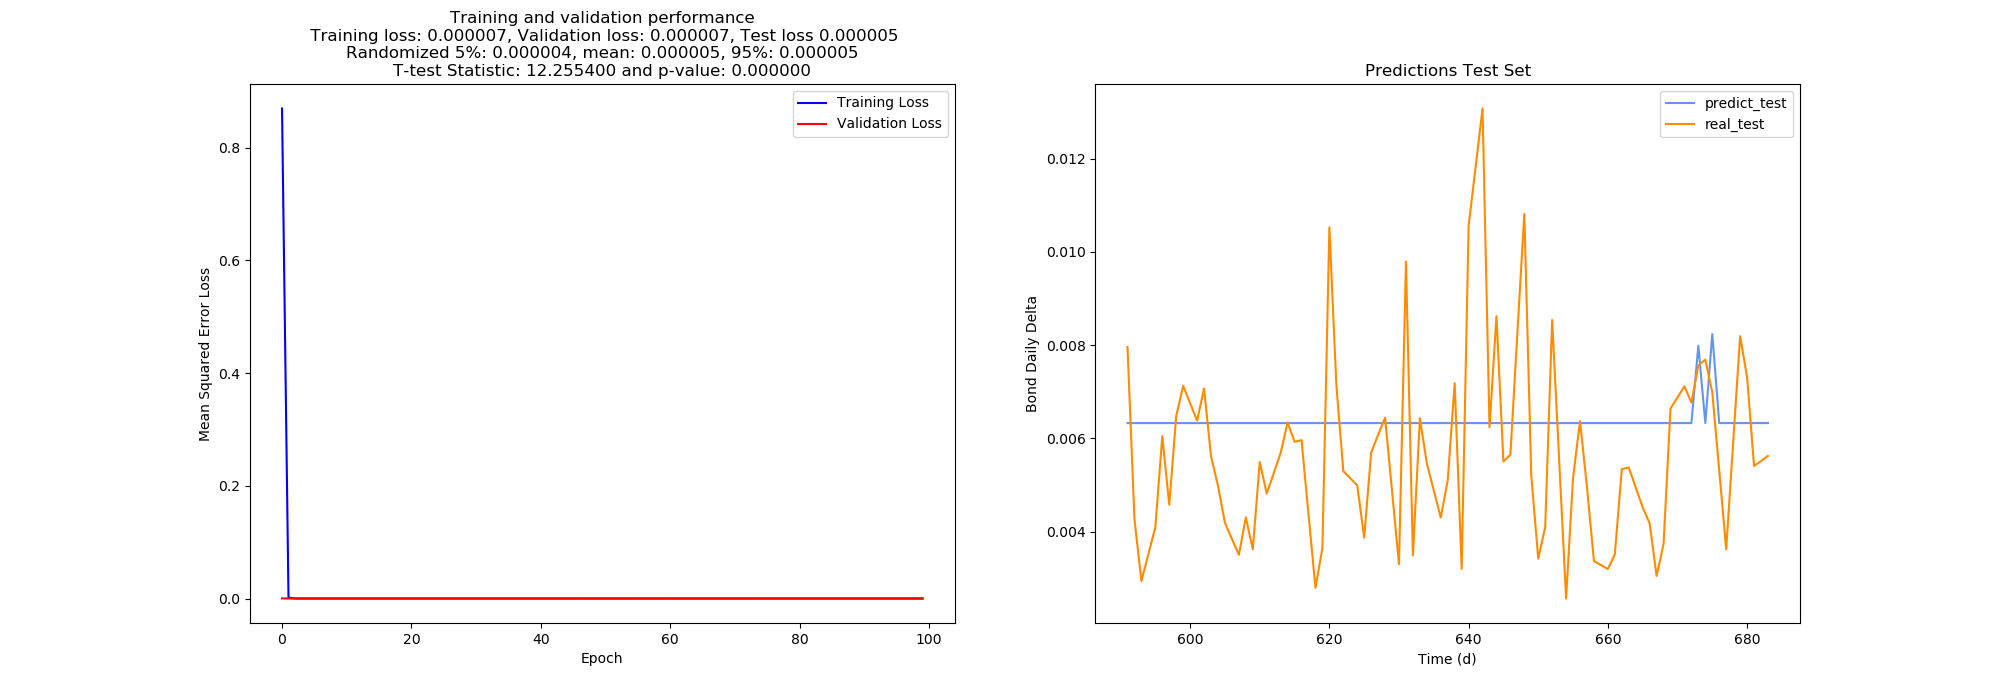 Training and validation performance
Training loss: 0.000007, Validation loss: 0.000007, Test loss 0.000005
Randomized 5%: 0.000004, mean: 0.000005, 95%: 0.000005
T-test Statistic: 12.255400 and p-value: 0.000000
Training Loss
Validation Loss
0.8
0.6
0.4
0.2
0.0
Mean Squared Error Loss
0
20
40
60
80
100
Epoch
Predictions Test Set
predict_test
real_test
0.012
0.010
0.008
0.006
0.004
Bond Daily Delta
600
620
640
660
680
Time (d)